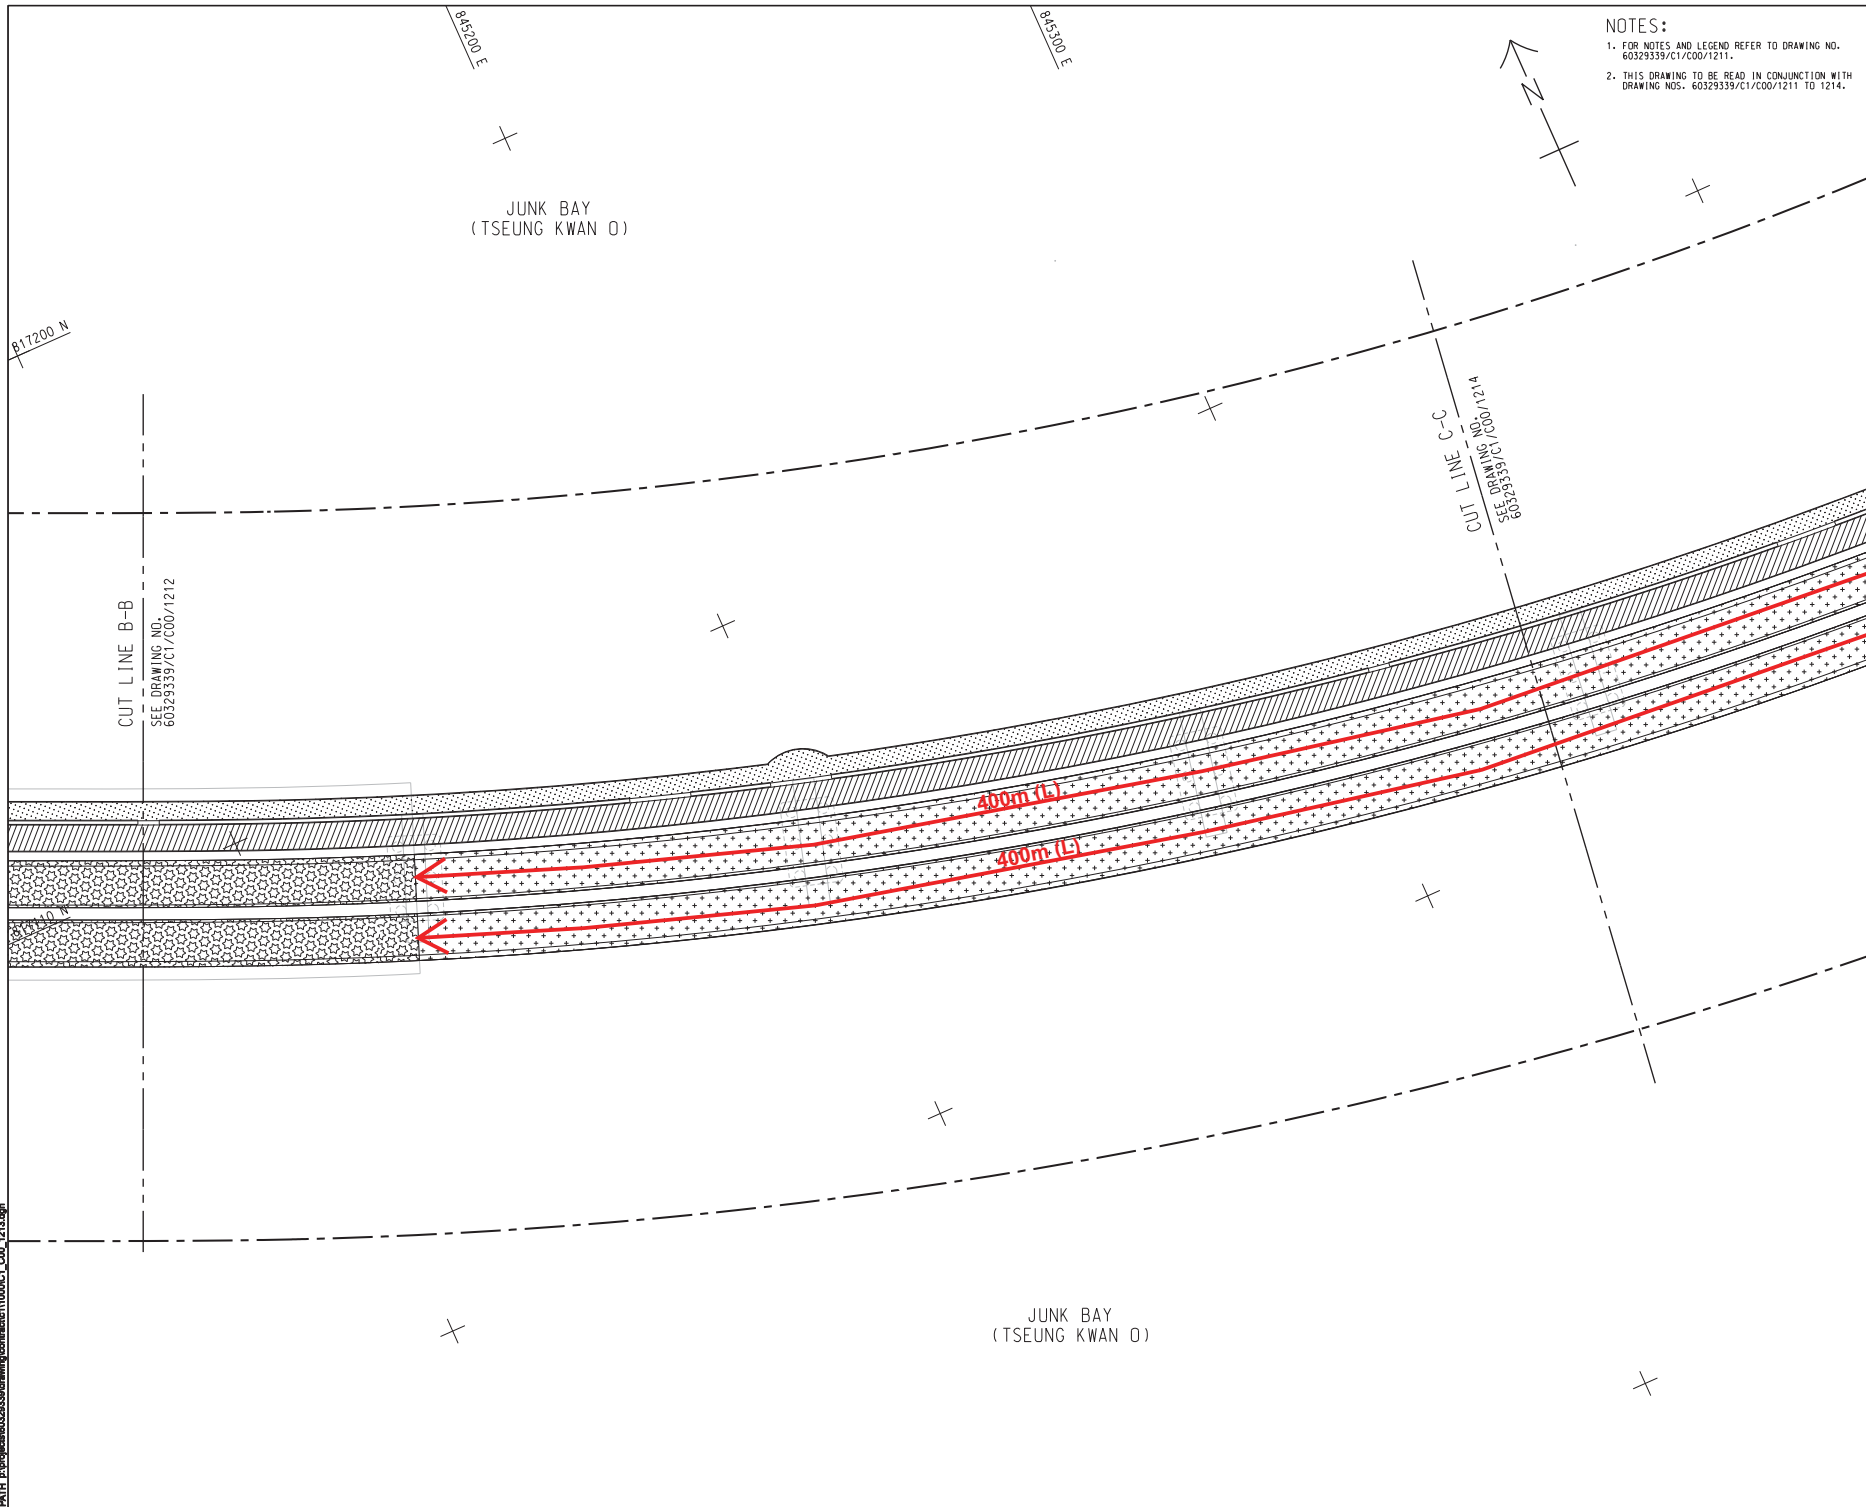 845200 E
845300 E
NOTES:
1. FOR NOTES AND LEGEND REFER TO DRAWING NO.
60329339/C1/C00/1211.
2. THIS DRAWING TO BE READ IN CONJUNCTION WITH
DRAWING NOS. 60329339/C1/C00/1211 TO 1214.
N
JUNK BAY
(TSEUNG KWAN O)
817200 N
CUT LINE C-C
SEE DRAWING NO.
60329339/C1/C00/1214
CUT LINE B-B
SEE DRAWING NO.
60329339/C1/C00/1212
400m (L)
400m (L)
JUNK BAY
(TSEUNG KWAN O)